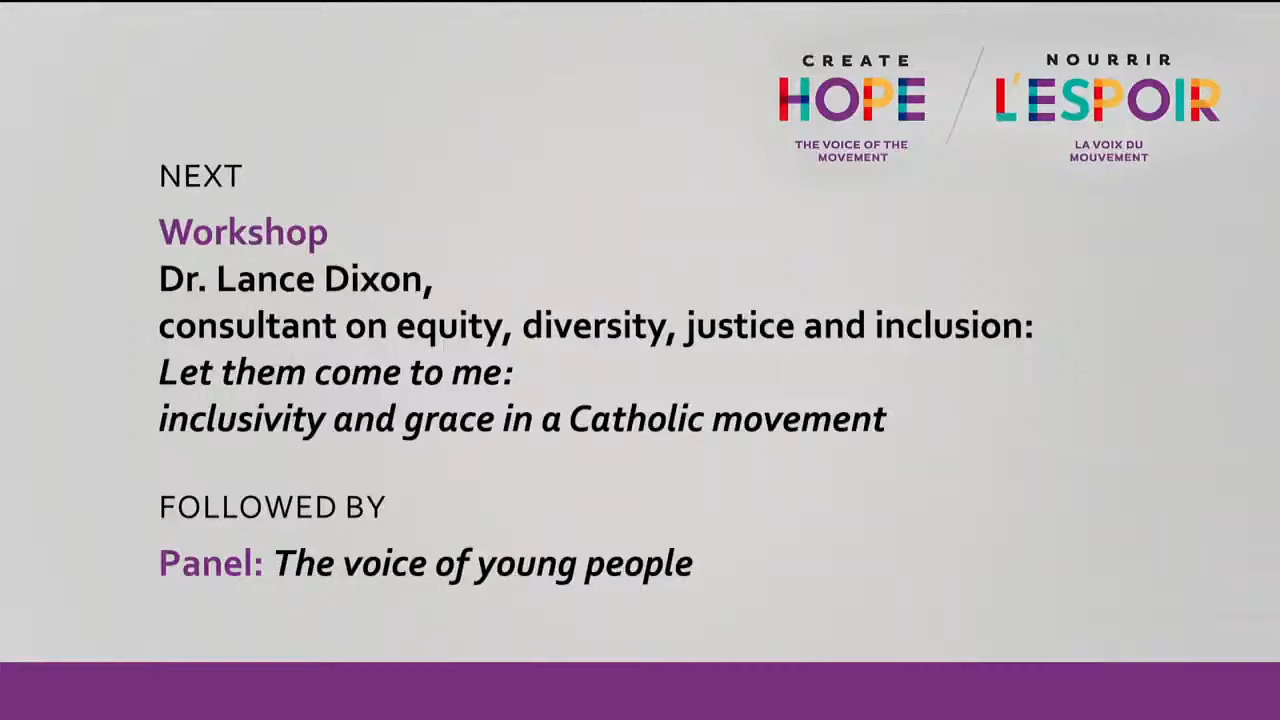 CREATE
HOPE
THE VOICE OF THE
MOVEMENT
NOURRIR
L'ESPOIR
LA VOIX DU
MOUVEMENT
NEXT
Workshop
Dr. Lance Dixon,
consultant on equity, diversity, justice and inclusion:
Let them come to me:
inclusivity and grace in a Catholic movement
FOLLOWED BY
Panel: The voice of young people